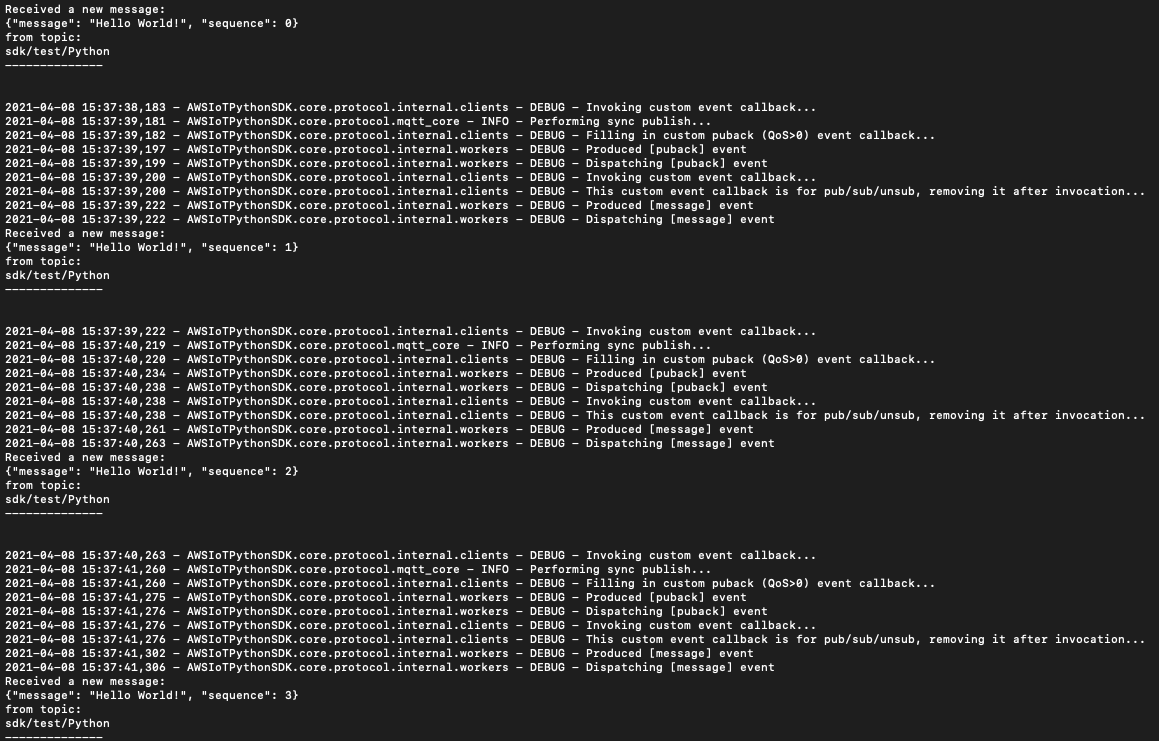 Received a new message:
{"message": "Hello World!", "sequence": 0}
from topic:
sdk/test/Python
--------------
2021-04-08 15:37:38,183 - AWSIoTPythonSDK.core.protocol.internal.clients - DEBUG - Invoking custom event callback...
2021-04-08 15:37:39,181 - AWSIoTPythonSDK.core.protocol.mqtt_core - INFO - Performing sync publish...
2021-04-08 15:37:39,182 - AWSIoTPythonSDK.core.protocol.internal.clients - DEBUG - Filling in custom puback (QoS>0) event callback...
2021-04-08 15:37:39,197 - AWSIoTPythonSDK.core.protocol.internal.workers - DEBUG - Produced [puback] event
2021-04-08 15:37:39,199 - AWSIoTPythonSDK.core.protocol.internal.workers - DEBUG - Dispatching [puback] event
2021-04-08 15:37:39,200 - AWSIoTPythonSDK.core.protocol.internal.clients - DEBUG - Invoking custom event callback...
2021-04-08 15:37:39,200 - AWSIoTPythonSDK.core.protocol.internal.clients - DEBUG - This custom event callback is for pub/sub/unsub, removing it after invocation...
2021-04-08 15:37:39,222 - AWSIoTPythonSDK.core.protocol.internal.workers - DEBUG - Produced [message] event
2021-04-08 15:37:39,222 - AWSIoTPythonSDK.core.protocol.internal.workers - DEBUG - Dispatching [message] event
Received a new message:
{"message": "Hello World!", "sequence": 1}
from topic:
sdk/test/Python
--------------
2021-04-08 15:37:39,222 - AWSIoTPythonSDK.core.protocol.internal.clients - DEBUG - Invoking custom event callback...
2021-04-08 15:37:40,219 - AWSIoTPythonSDK.core.protocol.mqtt_core - INFO - Performing sync publish...
2021-04-08 15:37:40,220 - AWSIoTPythonSDK.core.protocol.internal.clients - DEBUG - Filling in custom puback (QoS>0) event callback...
2021-04-08 15:37:40,234 - AWSIoTPythonSDK.core.protocol.internal.workers - DEBUG - Produced [puback] event
2021-04-08 15:37:40,238 - AWSIoTPythonSDK.core.protocol.internal.workers - DEBUG - Dispatching [puback] event
2021-04-08 15:37:40,238 - AWSIoTPythonSDK.core.protocol.internal.clients - DEBUG - Invoking custom event callback...
2021-04-08 15:37:40,238 - AWSIoTPythonSDK.core.protocol.internal.clients - DEBUG - This custom event callback is for pub/sub/unsub, removing it after invocation...
2021-04-08 15:37:40,261 - AWSIoTPythonSDK.core.protocol.internal.workers - DEBUG - Produced [message] event
2021-04-08 15:37:40,263 - AWSIoTPythonSDK.core.protocol.internal.workers - DEBUG - Dispatching [message] event
Received a new message:
{"message": "Hello World!", "sequence": 2}
from topic:
sdk/test/Python
--------------
2021-04-08 15:37:40,263 - AWSIoTPythonSDK.core.protocol.internal.clients - DEBUG - Invoking custom event callback...
2021-04-08 15:37:41,260 - AWSIoTPythonSDK.core.protocol.mqtt_core - INFO - Performing sync publish...
2021-04-08 15:37:41,260 - AWSIoTPythonSDK.core.protocol.internal.clients - DEBUG - Filling in custom puback (QoS>0) event callback...
2021-04-08 15:37:41,275 - AWSIoTPythonSDK.core.protocol.internal.workers - DEBUG - Produced [puback] event
2021-04-08 15:37:41,276 - AWSIoTPythonSDK.core.protocol.internal.workers - DEBUG - Dispatching [puback] event
2021-04-08 15:37:41,276 - AWSIoTPythonSDK.core.protocol.internal.clients - DEBUG - Invoking custom event callback...
2021-04-08 15:37:41,276 - AWSIoTPythonSDK.core.protocol.internal.clients - DEBUG - This custom event callback is for pub/sub/unsub, removing it after invocation...
2021-04-08 15:37:41,302 - AWSIoTPythonSDK.core.protocol.internal.workers - DEBUG - Produced [message] event
2021-04-08 15:37:41,306 - AWSIoTPythonSDK.core.protocol.internal.workers - DEBUG - Dispatching [message] event
Received a new message:
{"message": "Hello World!", "sequence": 3}
from topic:
sdk/test/Python
--------------